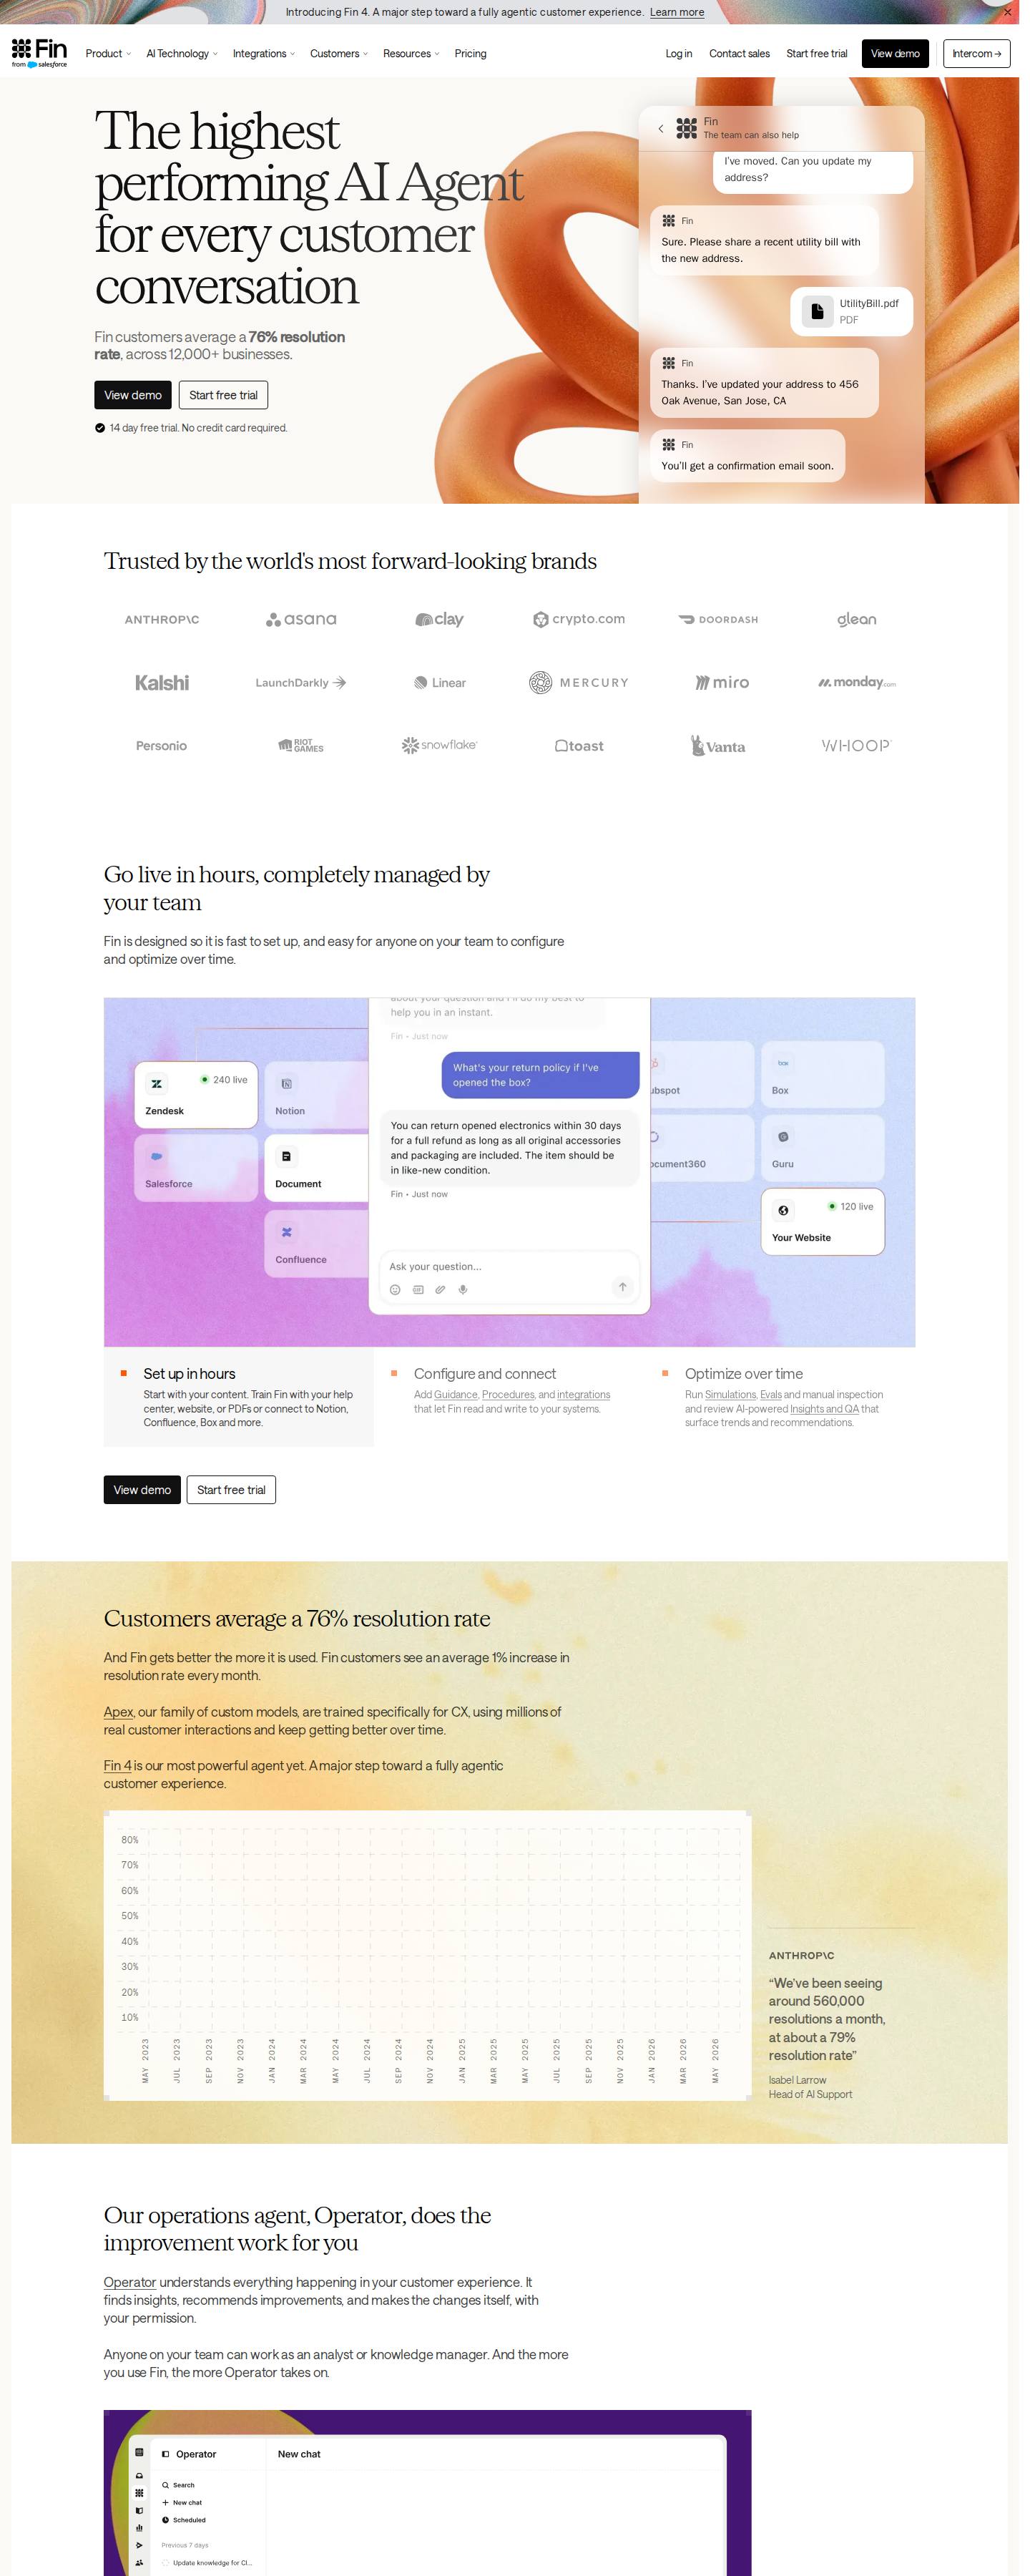 Introducing Fin 4. A major step toward a fully agentic customer experience. Learn more
Fin
from salesforce
Product
AI Technology
Integrations
Customers
Resources
Pricing
Log in
Contact sales
Start free trial
View demo
Intercom →
The highest
performing AI Agent
for every customer
conversation
Fin customers average a 76% resolution
rate, across 12,000+ businesses.
View demo
Start free trial
14 day free trial. No credit card required.
Fin
The team can also help
I've moved. Can you update my
address?
Fin
Sure. Please share a recent utility bill with
the new address.
UtilityBill.pdf
PDF
Fin
Thanks. I've updated your address to 456
Oak Avenue, San Jose, CA
Fin
You'll get a confirmation email soon.
Trusted by the world's most forward-looking brands
ANTHROP\C
asana
clay
crypto.com
DOORDASH
glean
Kalshi
LaunchDarkly
Linear
MERCURY
miro
monday.com
Personio
RIOT
GAMES
snowflake
toast
Vanta
WHOOP
Go live in hours, completely managed by
your team
Fin is designed so it is fast to set up, and easy for anyone on your team to configure
and optimize over time.
about your question and I'll do my best to
help you in an instant.
Fin • Just now
What's your return policy if I've
opened the box?
You can return opened electronics within 30 days
for a full refund as long as all original accessories
and packaging are included. The item should be
in like-new condition.
Fin • Just now
Ask your question...
240 live
Zendesk
Notion
Salesforce
Document
Confluence
ubspot
box
Box
ocument360
Guru
120 live
Your Website
Set up in hours
Start with your content. Train Fin with your help
center, website, or PDFs or connect to Notion,
Confluence, Box and more.
Configure and connect
Add Guidance, Procedures, and integrations
that let Fin read and write to your systems.
Optimize over time
Run Simulations, Evals and manual inspection
and review AI-powered Insights and QA that
surface trends and recommendations.
View demo
Start free trial
Customers average a 76% resolution rate
And Fin gets better the more it is used. Fin customers see an average 1% increase in
resolution rate every month.
Apex, our family of custom models, are trained specifically for CX, using millions of
real customer interactions and keep getting better over time.
Fin 4 is our most powerful agent yet. A major step toward a fully agentic
customer experience.
80%
70%
60%
50%
40%
30%
20%
10%
MAY 2023
JUL 2023
SEP 2023
NOV 2023
JAN 2024
MAR 2024
MAY 2024
JUL 2024
SEP 2024
NOV 2024
JAN 2025
MAR 2025
MAY 2025
JUL 2025
SEP 2025
NOV 2025
JAN 2026
MAR 2026
MAY 2026
ANTHROP\C
“We've been seeing
around 560,000
resolutions a month,
at about a 79%
resolution rate”
Isabel Larrow
Head of AI Support
Our operations agent, Operator, does the
improvement work for you
Operator understands everything happening in your customer experience. It
finds insights, recommends improvements, and makes the changes itself, with
your permission.
Anyone on your team can work as an analyst or knowledge manager. And the more
you use Fin, the more Operator takes on.
Operator
New chat
Search
New chat
Scheduled
Previous 7 days
Update knowledge for Cl...